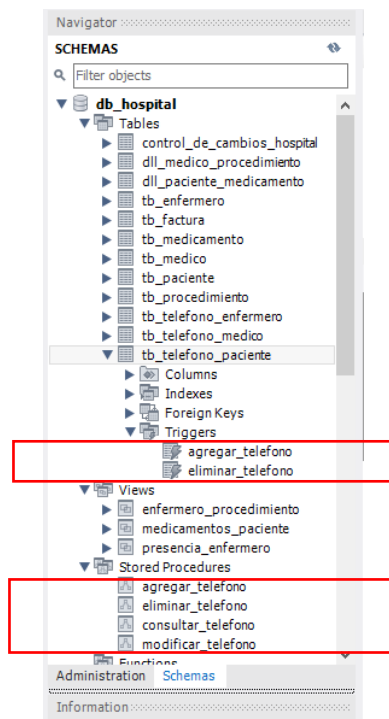 Navigator
SCHEMAS
Filter objects
db_hospital
Tables
control_de_cambios_hospital
dll_medico_procedimiento
dll_paciente_medicamento
tb_enfermero
tb_factura
tb_medicamento
tb_medico
tb_paciente
tb_procedimiento
tb_telefono_enfermero
tb_telefono_medico
tb_telefono_paciente
Columns
Indexes
Foreign Keys
Triggers
agregar_telefono
eliminar_telefono
Views
enfermero_procedimiento
medicamentos_paciente
presencia_enfermero
Stored Procedures
agregar_telefono
eliminar_telefono
consultar_telefono
modificar_telefono
Functions
Administration Schemas
Information